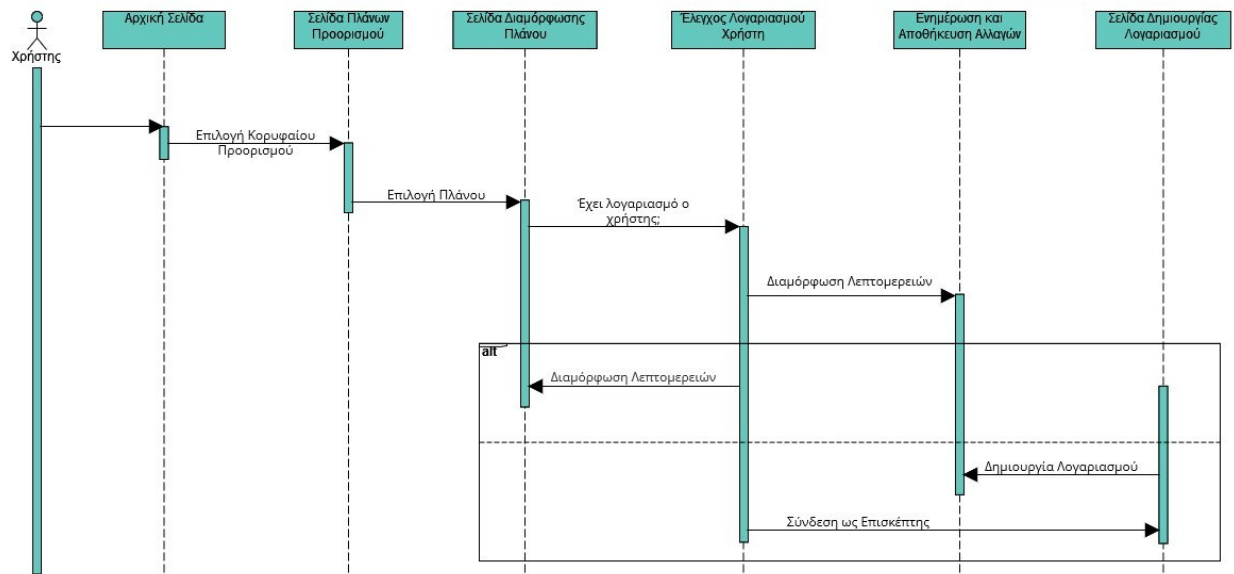 Χρήστης
Αρχική Σελίδα
Σελίδα Πλάνων
Προορισμού
Σελίδα Διαμόρφωσης
Πλάνου
Έλεγχος Λογαριασμού
Χρήστη
Ενημέρωση και
Αποθήκευση Αλλαγών
Σελίδα Δημιουργίας
Λογαριασμού
Επιλογή Κορυφαίου
Προορισμού
Επιλογή Πλάνου
Έχει λογαριασμό ο
χρήστης;
Διαμόρφωση Λεπτομερειών
alt
Διαμόρφωση Λεπτομερειών
Δημιουργία Λογαριασμού
Σύνδεση ως Επισκέπτης